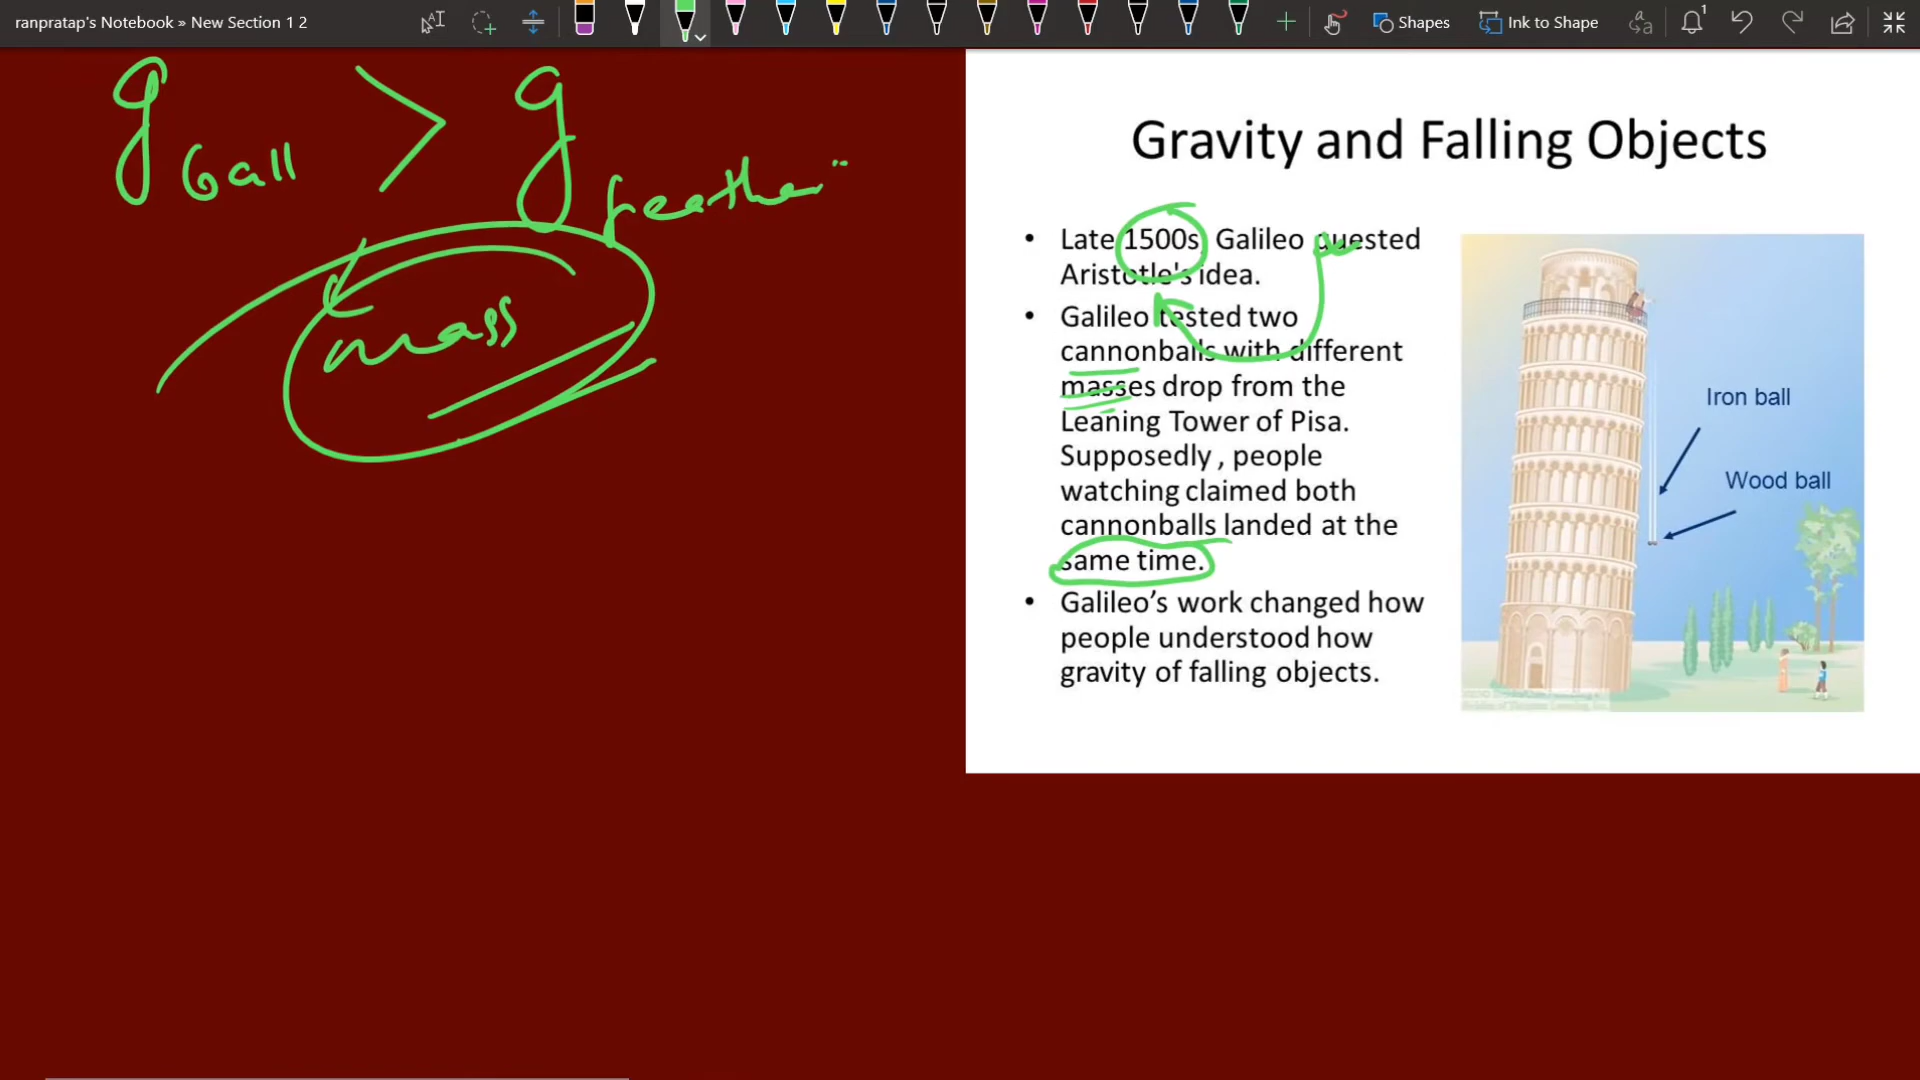 ranpratap's Notebook » New Section 1 2
Shapes
Ink to Shape
1
g ball > g feather
mass
Gravity and Falling Objects
• Late 1500s, Galileo quested
Aristotle's idea.
• Galileo tested two
cannonballs with different
masses drop from the
Leaning Tower of Pisa.
Supposedly , people
watching claimed both
cannonballs landed at the
same time.
• Galileo’s work changed how
people understood how
gravity of falling objects.
Iron ball
Wood ball